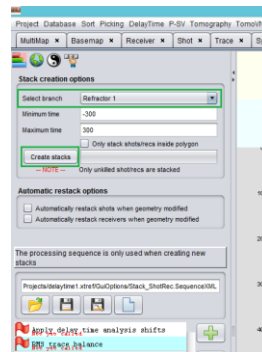 Project Database Sort Picking DelayTime P-SV Tomography
MultiMap × Basemap × Receiver × Shot × Trace ×
Stack creation options
Select branch Refractor 1
Minimum time -300
Maximum time 300
Only stack shots/recs inside polygon
Create stacks
-- NOTE -- Only unkilled shot/recs are stacked
Automatic restack options
Automatically restack shots when geometry modified
Automatically restack receivers when geometry modified
The processing sequence is only used when creating new
stacks
Projects/delaytime1.xtref/GuiOptions/Stack_ShotRec.SequenceXML
Apply delay time analysis shifts
RMS trace balance